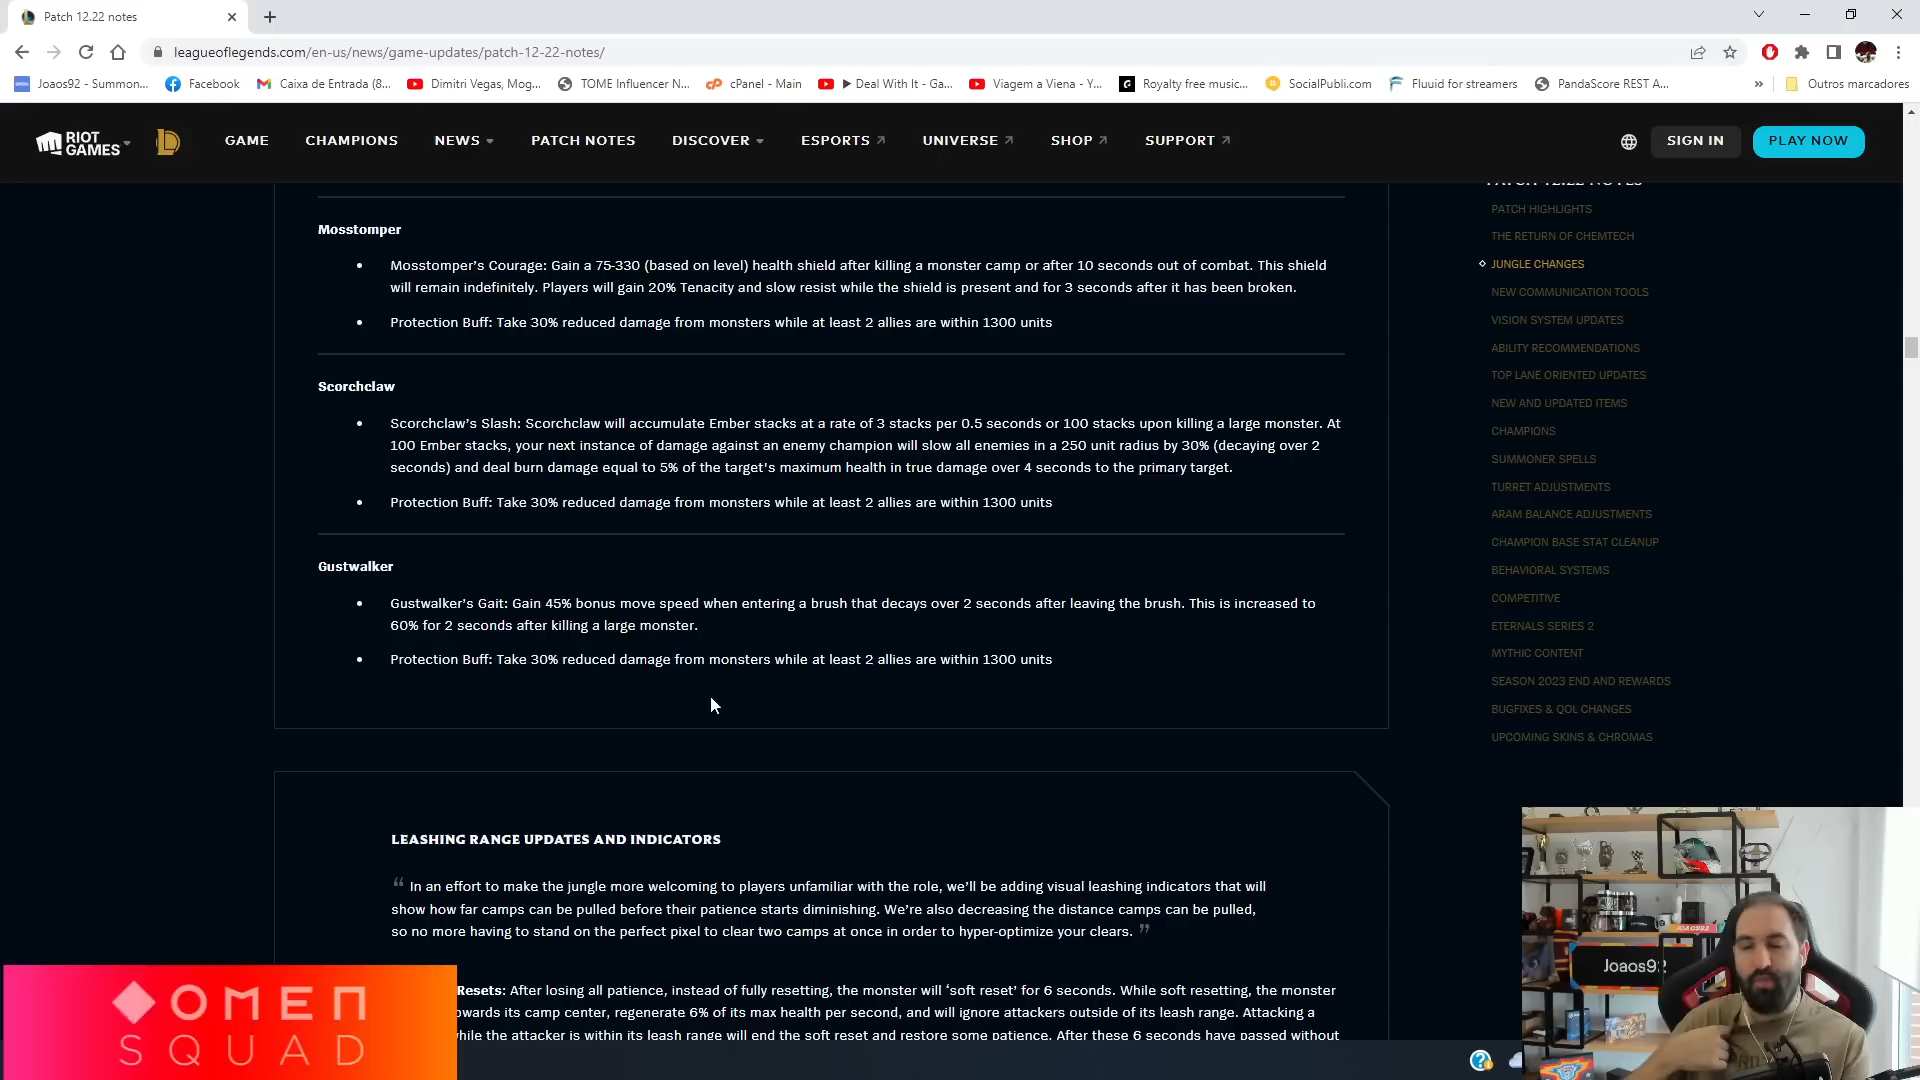 Patch 12.22 notes
leagueoflegends.com/en-us/news/game-updates/patch-12-22-notes/
Joaos92 - Summon... Facebook Caixa de Entrada (8... Dimitri Vegas, Mog... TOME Influencer N... cPanel - Main ▶ Deal With It - Ga... Viagem a Viena - Y... Royalty free music... SocialPubli.com Fluuid for streamers PandaScore REST A... » Outros marcadores
RIOT GAMES GAME CHAMPIONS NEWS PATCH NOTES DISCOVER ESPORTS UNIVERSE SHOP SUPPORT SIGN IN PLAY NOW
Mosstomper
• Mosstomper's Courage: Gain a 75-330 (based on level) health shield after killing a monster camp or after 10 seconds out of combat. This shield
will remain indefinitely. Players will gain 20% Tenacity and slow resist while the shield is present and for 3 seconds after it has been broken.
• Protection Buff: Take 30% reduced damage from monsters while at least 2 allies are within 1300 units
Scorchclaw
• Scorchclaw's Slash: Scorchclaw will accumulate Ember stacks at a rate of 3 stacks per 0.5 seconds or 100 stacks upon killing a large monster. At
100 Ember stacks, your next instance of damage against an enemy champion will slow all enemies in a 250 unit radius by 30% (decaying over 2
seconds) and deal burn damage equal to 5% of the target's maximum health in true damage over 4 seconds to the primary target.
• Protection Buff: Take 30% reduced damage from monsters while at least 2 allies are within 1300 units
Gustwalker
• Gustwalker's Gait: Gain 45% bonus move speed when entering a brush that decays over 2 seconds after leaving the brush. This is increased to
60% for 2 seconds after killing a large monster.
• Protection Buff: Take 30% reduced damage from monsters while at least 2 allies are within 1300 units
LEASHING RANGE UPDATES AND INDICATORS
“ In an effort to make the jungle more welcoming to players unfamiliar with the role, we'll be adding visual leashing indicators that will
show how far camps can be pulled before their patience starts diminishing. We're also decreasing the distance camps can be pulled,
so no more having to stand on the perfect pixel to clear two camps at once in order to hyper-optimize your clears. ”
Resets: After losing all patience, instead of fully resetting, the monster will 'soft reset' for 6 seconds. While soft resetting, the monster
owards its camp center, regenerate 6% of its max health per second, and will ignore attackers outside of its leash range. Attacking a
hile the attacker is within its leash range will end the soft reset and restore some patience. After these 6 seconds have passed without
PATCH 12.22 NOTES
PATCH HIGHLIGHTS
THE RETURN OF CHEMTECH
JUNGLE CHANGES
NEW COMMUNICATION TOOLS
VISION SYSTEM UPDATES
ABILITY RECOMMENDATIONS
TOP LANE ORIENTED UPDATES
NEW AND UPDATED ITEMS
CHAMPIONS
SUMMONER SPELLS
TURRET ADJUSTMENTS
ARAM BALANCE ADJUSTMENTS
CHAMPION BASE STAT CLEANUP
BEHAVIORAL SYSTEMS
COMPETITIVE
ETERNALS SERIES 2
MYTHIC CONTENT
SEASON 2023 END AND REWARDS
BUGFIXES & QOL CHANGES
UPCOMING SKINS & CHROMAS
OMEN
SQUAD
JOAOS92
Joaos92